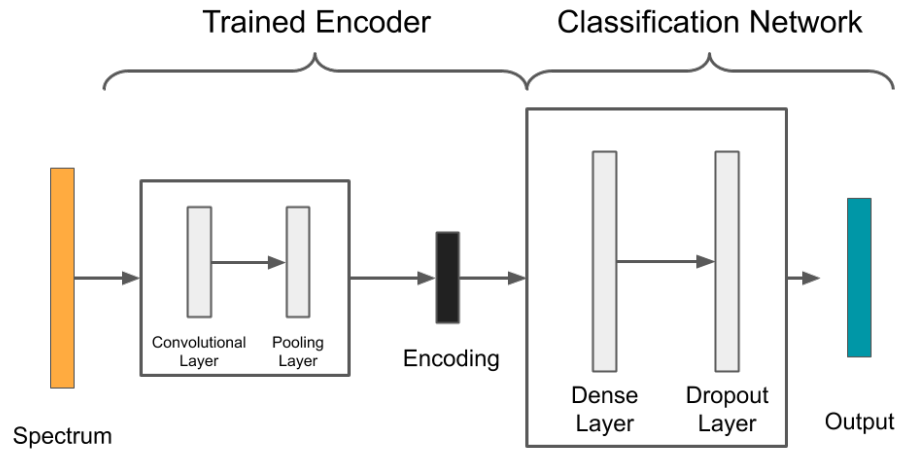 Trained Encoder
Classification Network
Convolutional
Layer
Pooling
Layer
Encoding
Dense
Layer
Dropout
Layer
Spectrum
Output